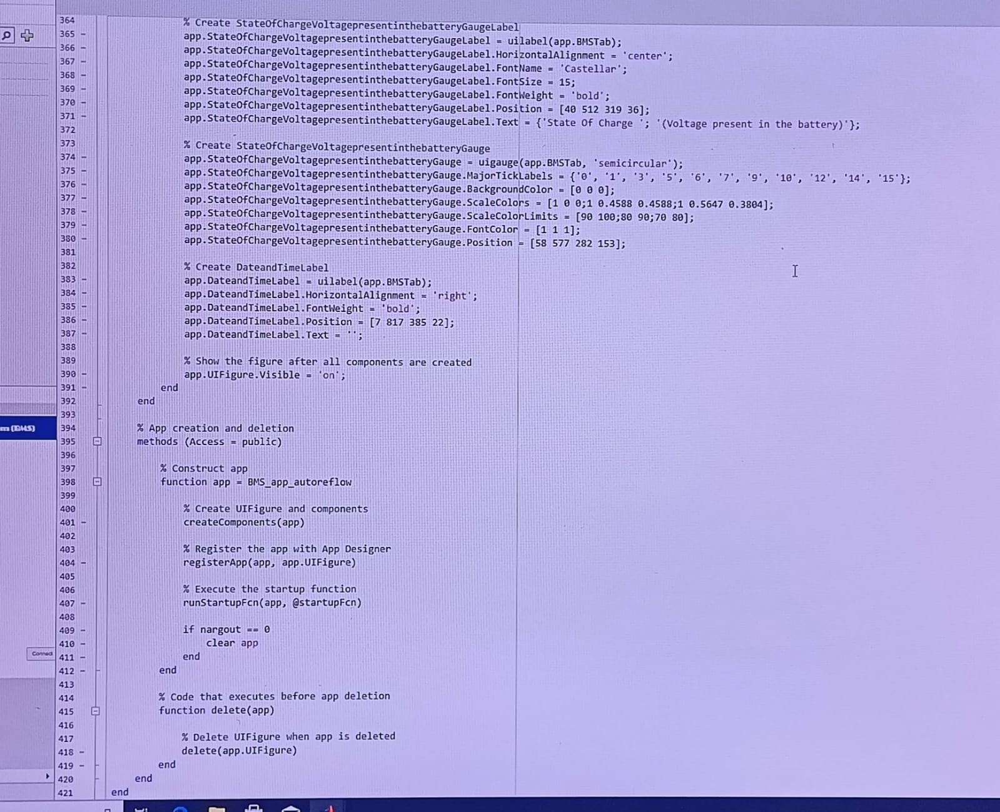 364 % Create StateOfChargeVoltagepresentinthebatteryGaugeLabel
365 - app.StateOfChargeVoltagepresentinthebatteryGaugeLabel = uilabel(app.BMSTab);
366 - app.StateOfChargeVoltagepresentinthebatteryGaugeLabel.HorizontalAlignment = 'center';
367 - app.StateOfChargeVoltagepresentinthebatteryGaugeLabel.FontName = 'Castellar';
368 - app.StateOfChargeVoltagepresentinthebatteryGaugeLabel.FontSize = 15;
369 - app.StateOfChargeVoltagepresentinthebatteryGaugeLabel.FontWeight = 'bold';
370 - app.StateOfChargeVoltagepresentinthebatteryGaugeLabel.Position = [40 512 319 36];
371 - app.StateOfChargeVoltagepresentinthebatteryGaugeLabel.Text = {'State Of Charge '; '(Voltage present in the battery)'};
372
373 % Create StateOfChargeVoltagepresentinthebatteryGauge
374 - app.StateOfChargeVoltagepresentinthebatteryGauge = uigauge(app.BMSTab, 'semicircular');
375 - app.StateOfChargeVoltagepresentinthebatteryGauge.MajorTickLabels = {'0', '1', '3', '5', '6', '7', '9', '10', '12', '14', '15'};
376 - app.StateOfChargeVoltagepresentinthebatteryGauge.BackgroundColor = [0 0 0];
377 - app.StateOfChargeVoltagepresentinthebatteryGauge.ScaleColors = [1 0 0;1 0.4588 0.4588;1 0.5647 0.3804];
378 - app.StateOfChargeVoltagepresentinthebatteryGauge.ScaleColorLimits = [90 100;80 90;70 80];
379 - app.StateOfChargeVoltagepresentinthebatteryGauge.FontColor = [1 1 1];
380 - app.StateOfChargeVoltagepresentinthebatteryGauge.Position = [58 577 282 153];
381
382 % Create DateandTimeLabel
383 - app.DateandTimeLabel = uilabel(app.BMSTab);
384 - app.DateandTimeLabel.HorizontalAlignment = 'right';
385 - app.DateandTimeLabel.FontWeight = 'bold';
386 - app.DateandTimeLabel.Position = [7 817 385 22];
387 - app.DateandTimeLabel.Text = '';
388
389 % Show the figure after all components are created
390 - app.UIFigure.Visible = 'on';
391 - end
392 end
393
(BMS)
394 % App creation and deletion
395 methods (Access = public)
396
397 % Construct app
398 function app = BMS_app_autoreflow
399
400 % Create UIFigure and components
401 - createComponents(app)
402
403 % Register the app with App Designer
404 - registerApp(app, app.UIFigure)
405
406 % Execute the startup function
407 - runStartupFcn(app, @startupFcn)
408
409 - if nargout == 0
410 - clear app
Connect
411 - end
412 - end
413
414 % Code that executes before app deletion
415 function delete(app)
416
417 % Delete UIFigure when app is deleted
418 - delete(app.UIFigure)
419 - end
420 end
421 end